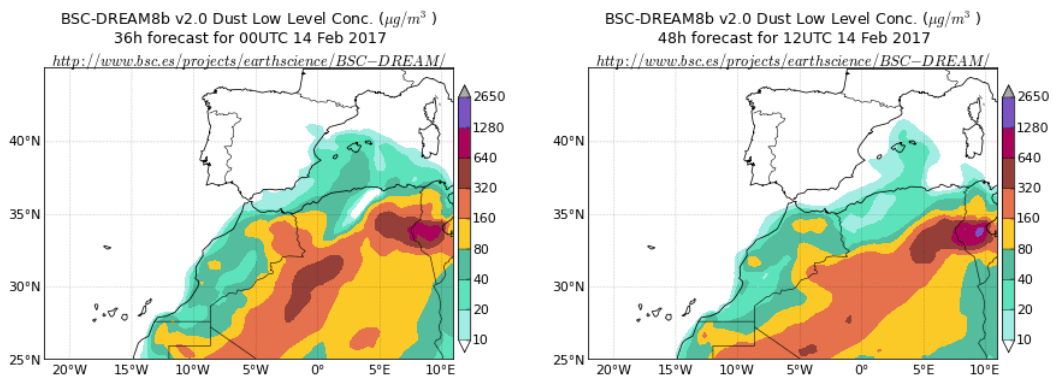 BSC-DREAM8b v2.0 Dust Low Level Conc. (μg/m³ )
36h forecast for 00UTC 14 Feb 2017
http://www.bsc.es/projects/earthscience/BSC−DREAM/
40°N
35°N
30°N
25°N
20°W
15°W
10°W
5°W
0°
5°E
10°E
2650
1280
640
320
160
80
40
20
10
BSC-DREAM8b v2.0 Dust Low Level Conc. (μg/m³ )
48h forecast for 12UTC 14 Feb 2017
http://www.bsc.es/projects/earthscience/BSC−DREAM/
40°N
35°N
30°N
25°N
20°W
15°W
10°W
5°W
0°
5°E
10°E
2650
1280
640
320
160
80
40
20
10